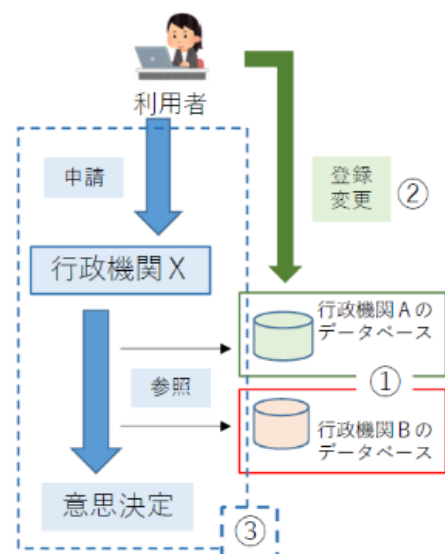 利用者
申請
登録
変更
②
行政機関X
行政機関Aの
データベース
参照
①
行政機関Bの
データベース
意思決定
③